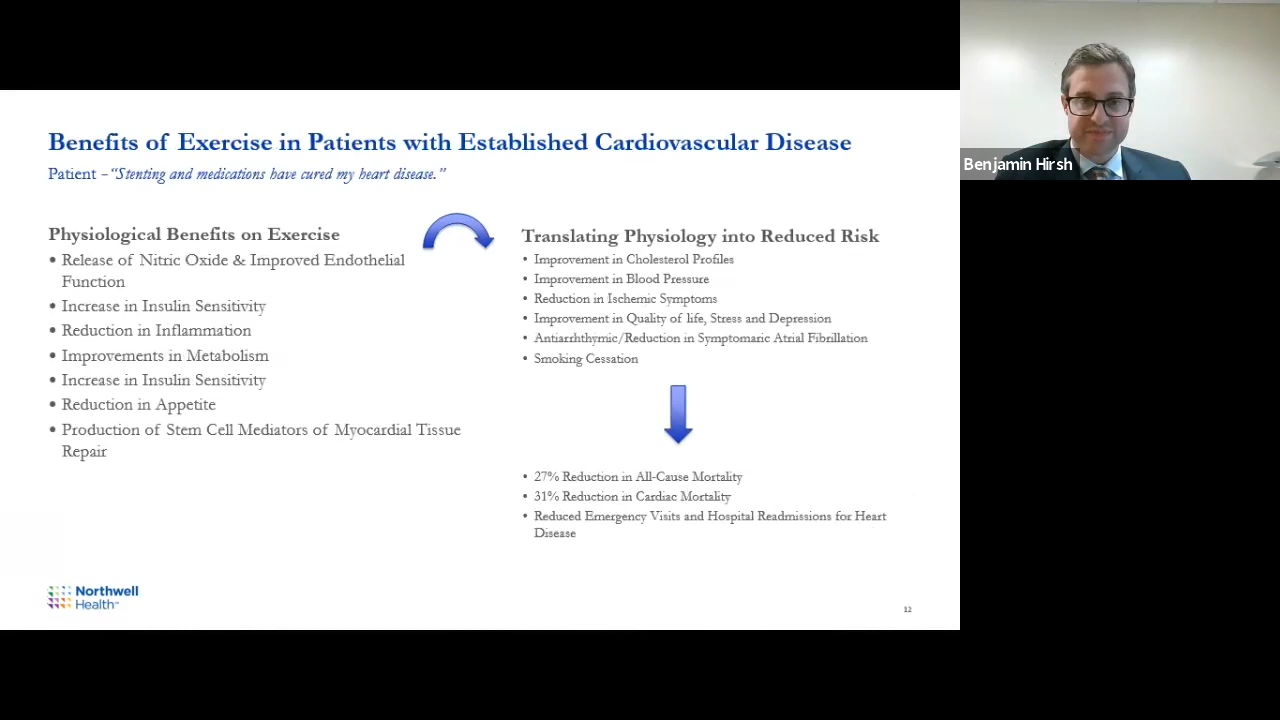 Benefits of Exercise in Patients with Established Cardiovascular Disease
Patient – “Stenting and medications have cured my heart disease.”
Physiological Benefits on Exercise
• Release of Nitric Oxide & Improved Endothelial
Function
• Increase in Insulin Sensitivity
• Reduction in Inflammation
• Improvements in Metabolism
• Increase in Insulin Sensitivity
• Reduction in Appetite
• Production of Stem Cell Mediators of Myocardial Tissue
Repair
Translating Physiology into Reduced Risk
• Improvement in Cholesterol Profiles
• Improvement in Blood Pressure
• Reduction in Ischemic Symptoms
• Improvement in Quality of life, Stress and Depression
• Antiarrhthymic/Reduction in Symptomaric Atrial Fibrillation
• Smoking Cessation
• 27% Reduction in All-Cause Mortality
• 31% Reduction in Cardiac Mortality
• Reduced Emergency Visits and Hospital Readmissions for Heart
Disease
Northwell
Health℠
12
Benjamin Hirsh